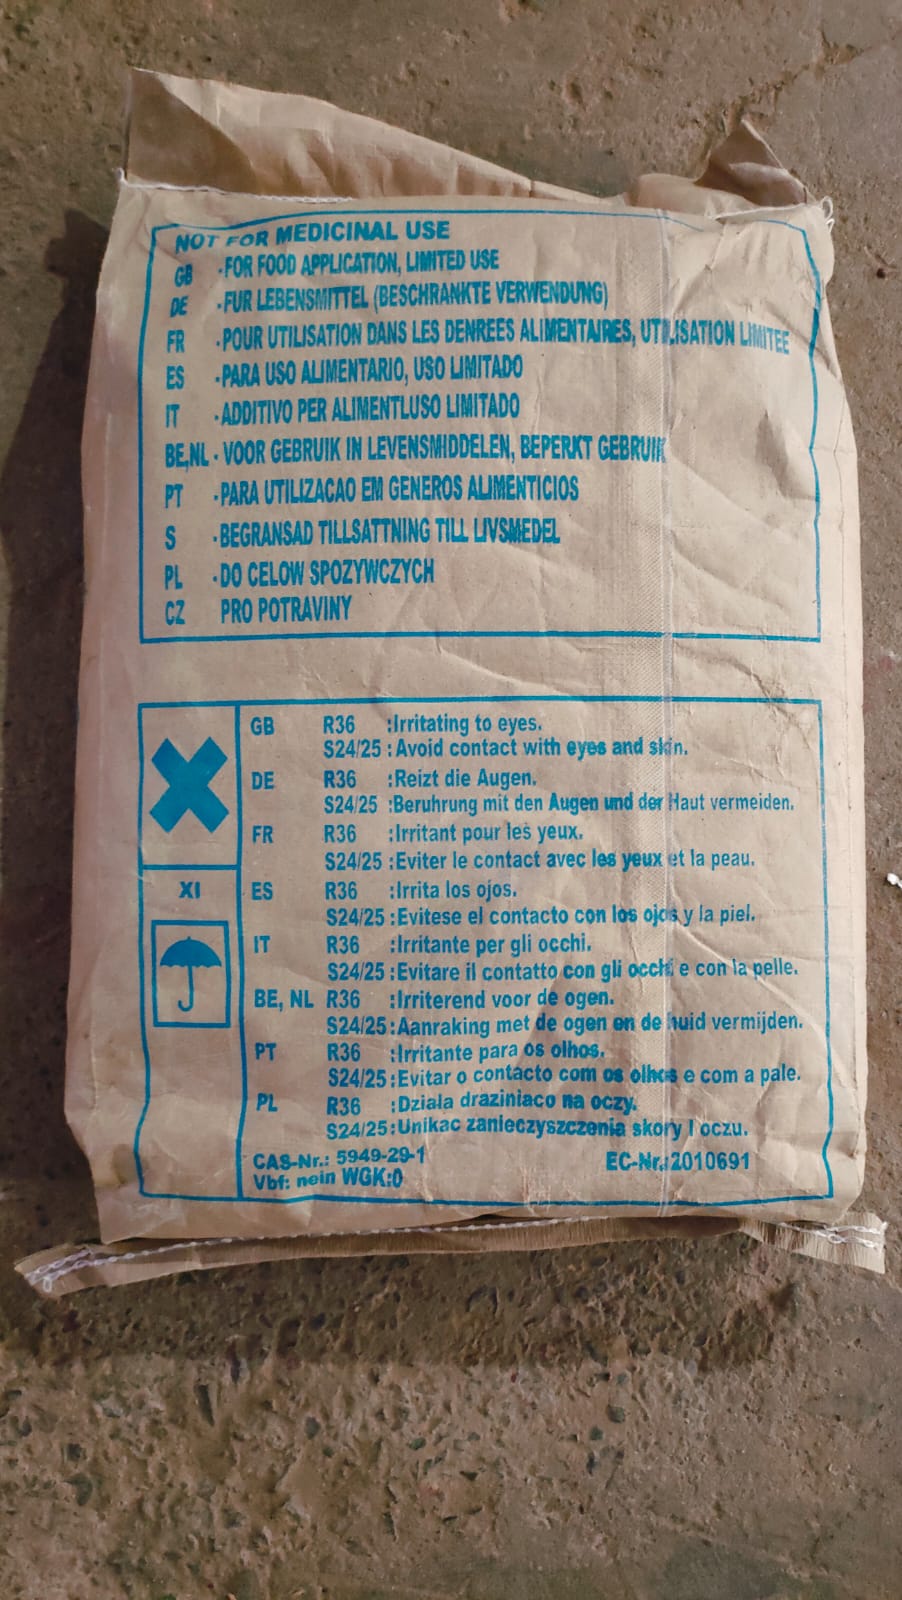 NOT FOR MEDICINAL USE
GB -FOR FOOD APPLICATION, LIMITED USE
DE -FUR LEBENSMITTEL (BESCHRANKTE VERWENDUNG)
FR -POUR UTILISATION DANS LES DENREES ALIMENTAIRES, UTILISATION LIMITEE
ES -PARA USO ALIMENTARIO, USO LIMITADO
IT -ADDITIVO PER ALIMENTLUSO LIMITADO
BE,NL - VOOR GEBRUIK IN LEVENSMIDDELEN, BEPERKT GEBRUIK
PT -PARA UTILIZACAO EM GENEROS ALIMENTICIOS
S -BEGRANSAD TILLSATTNING TILL LIVSMEDEL
PL -DO CELOW SPOZYWCZYCH
CZ PRO POTRAVINY
GB R36 :Irritating to eyes.
S24/25 : Avoid contact with eyes and skin.
DE R36 :Reizt die Augen.
S24/25 :Beruhrung mit den Augen und der Haut vermeiden.
FR R36 :Irritant pour les yeux.
S24/25 :Eviter le contact avec les yeux et la peau.
XI
ES R36 :Irrita los ojos.
S24/25 :Evitese el contacto con los ojos y la piel.
IT R36 :Irritante per gli occhi.
S24/25 :Evitare il contatto con gli occhi e con la pelle.
BE, NL R36 :Irriterend voor de ogen.
S24/25:Aanraking met de ogen en de huid vermijden.
PT R36 :Irritante para os olhos.
S24/25:Evitar o contacto com os olhos e com a pale.
PL R36 :Dziala draziniaco na oczy.
S24/25:Unikac zanieczyszczenia skory I oczu.
CAS-Nr.: 5949-29-1 EC-Nr.:2010691
Vbf: nein WGK:0